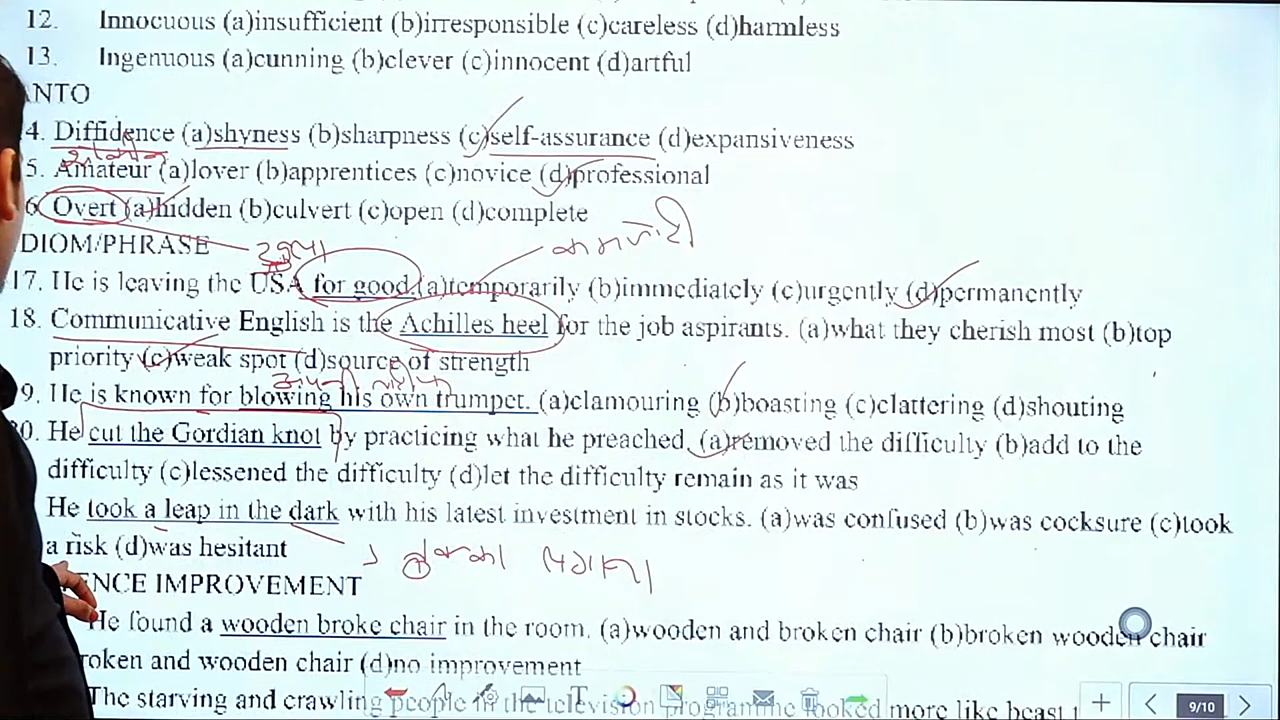 12. Innocuous (a)insufficient (b)irresponsible (c)careless (d)harmless
13. Ingenuous (a)cunning (b)clever (c)innocent (d)artful
NTO
4. Diffidence (a)shyness (b)sharpness (c)self-assurance (d)expansiveness
5. Amateur (a)lover (b)apprentices (c)novice (d)professional
6 Overt (a)hidden (b)culvert (c)open (d)complete
DIOM/PHRASE
17. He is leaving the USA for good.(a)temporarily (b)immediately (c)urgently (d)permanently
18. Communicative English is the Achilles heel for the job aspirants. (a)what they cherish most (b)top
priority (c)weak spot (d)source of strength
9. He is known for blowing his own trumpet. (a)clamouring (b)boasting (c)clattering (d)shouting
0. He cut the Gordian knot by practicing what he preached. (a)removed the difficulty (b)add to the
difficulty (c)lessened the difficulty (d)let the difficulty remain as it was
He took a leap in the dark with his latest investment in stocks. (a)was confused (b)was cocksure (c)took
a risk (d)was hesitant
ENCE IMPROVEMENT
He found a wooden broke chair in the room. (a)wooden and broken chair (b)broken wooden chair
roken and wooden chair (d)no improvement
The starving and crawling people in the television programme looked more like beast
9/10